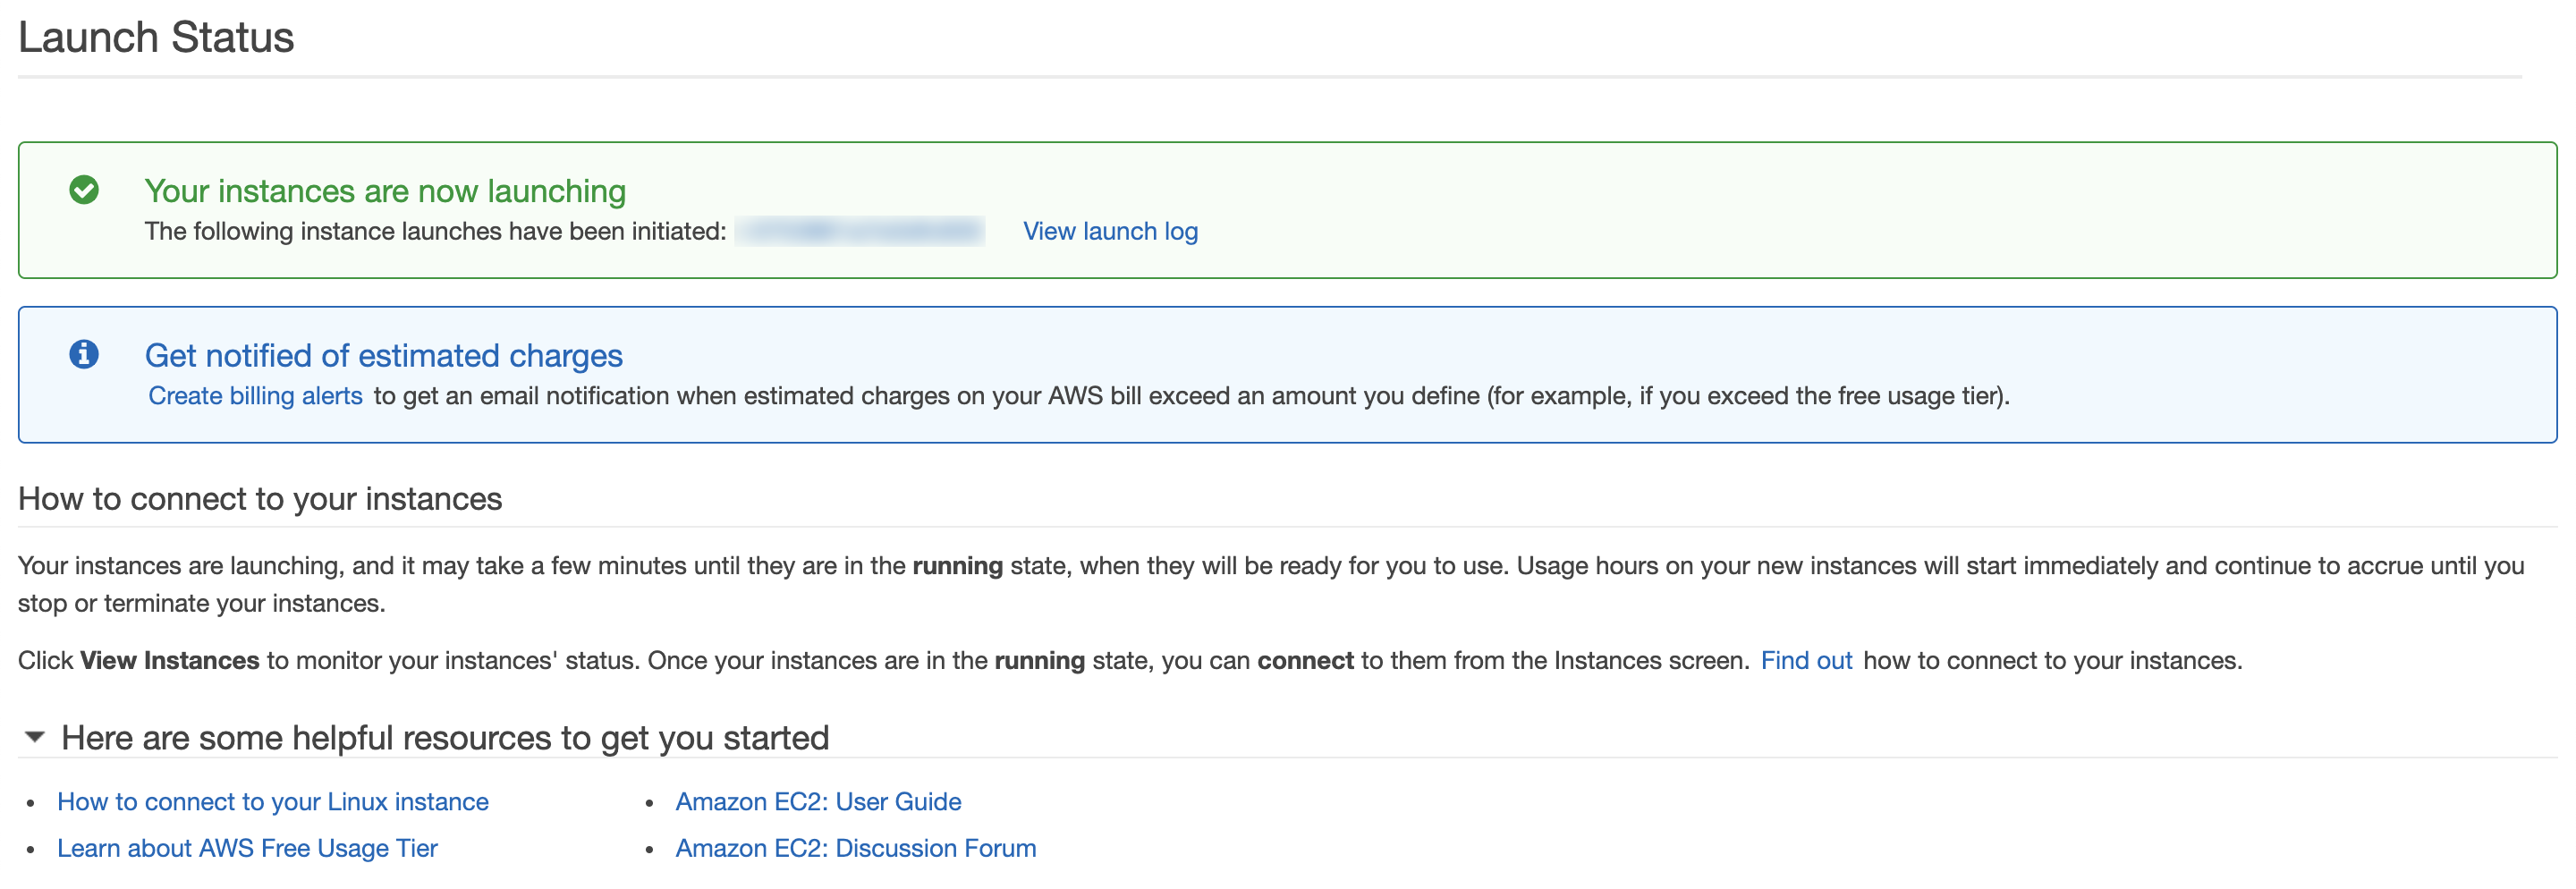 Launch Status
Your instances are now launching
The following instance launches have been initiated: View launch log
Get notified of estimated charges
Create billing alerts to get an email notification when estimated charges on your AWS bill exceed an amount you define (for example, if you exceed the free usage tier).
How to connect to your instances
Your instances are launching, and it may take a few minutes until they are in the running state, when they will be ready for you to use. Usage hours on your new instances will start immediately and continue to accrue until you
stop or terminate your instances.
Click View Instances to monitor your instances' status. Once your instances are in the running state, you can connect to them from the Instances screen. Find out how to connect to your instances.
Here are some helpful resources to get you started
• How to connect to your Linux instance
• Learn about AWS Free Usage Tier
• Amazon EC2: User Guide
• Amazon EC2: Discussion Forum